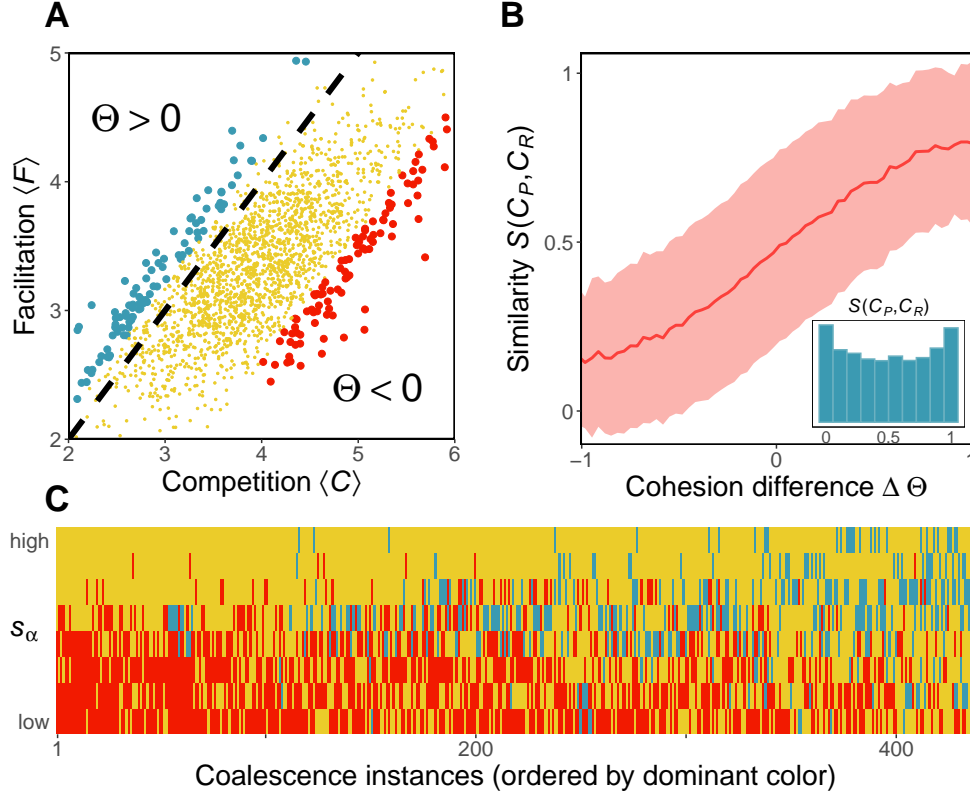 A
Facilitation ⟨F⟩
5
4
3
2
Θ > 0
Θ < 0
2
3
4
5
6
Competition ⟨C⟩
B
Similarity S(C_P, C_R)
1
0.5
0
S(C_P, C_R)
0
0.5
1
−1
0
1
Cohesion difference Δ Θ
C
high
s_α
low
1
200
400
Coalescence instances (ordered by dominant color)